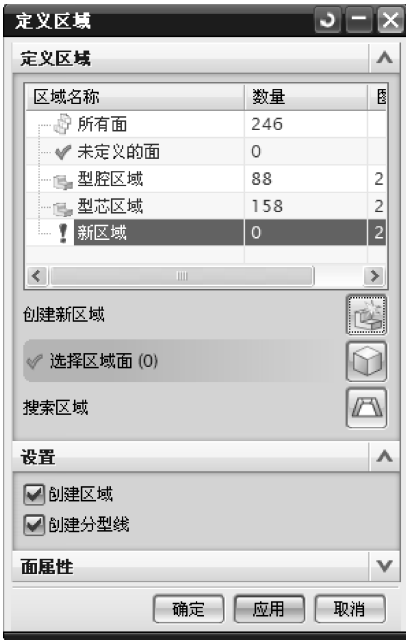 定义区域
定义区域
区域名称 数量
所有面 246
未定义的面 0
型腔区域 88 2
型芯区域 158 2
新区域 0 2
创建新区域
选择区域面 (0)
搜索区域
设置
创建区域
创建分型线
面属性
确定 应用 取消